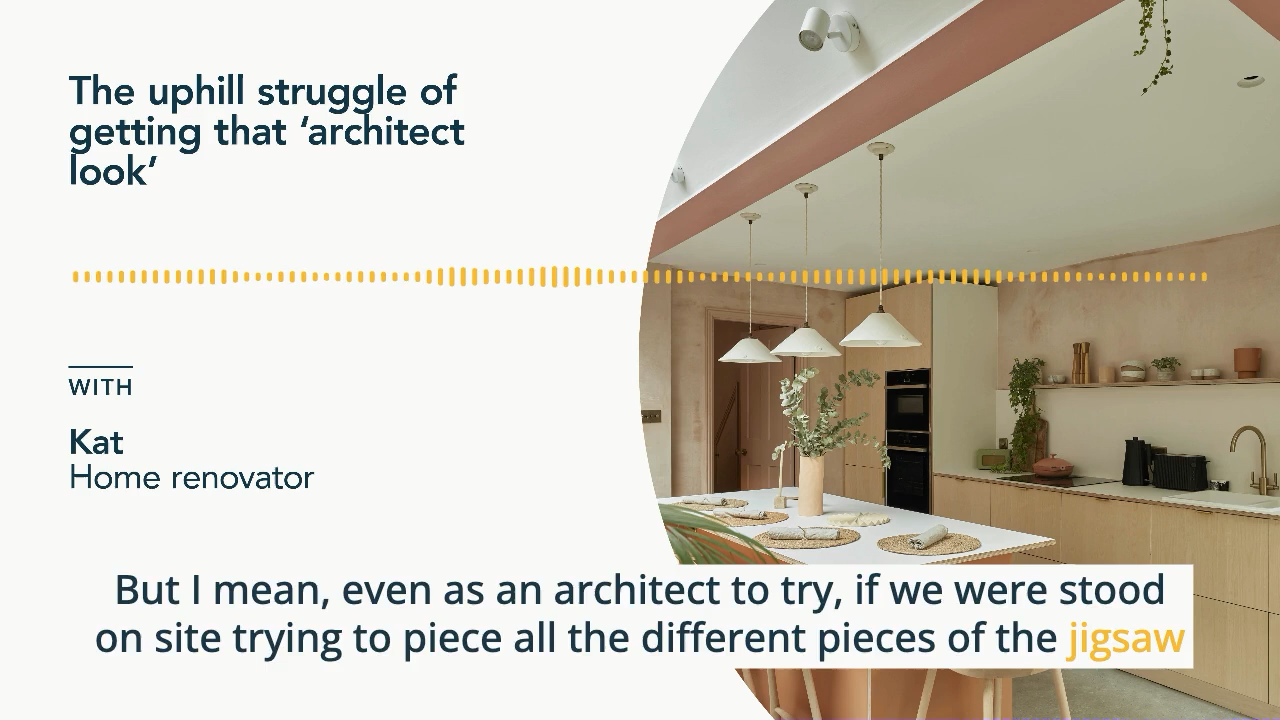 The uphill struggle of
getting that ‘architect
look’
WITH
Kat
Home renovator
But I mean, even as an architect to try, if we were stood
on site trying to piece all the different pieces of the jigsaw